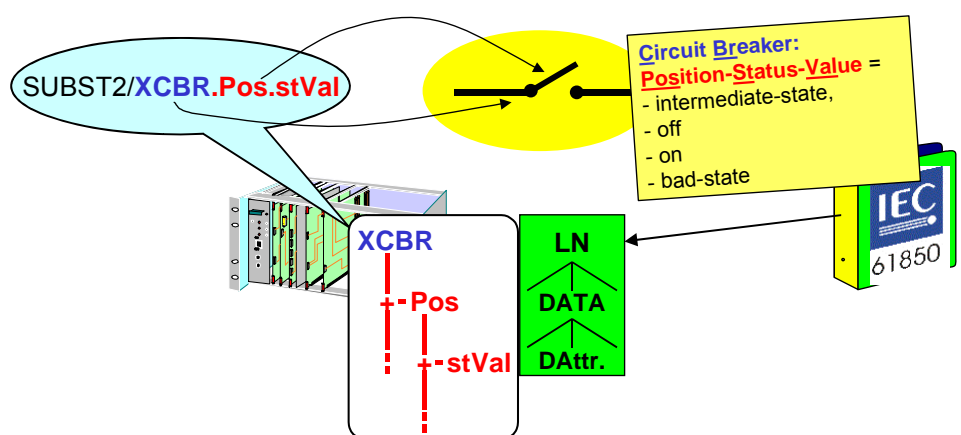 SUBST2/XCBR.Pos.stVal
Circuit Breaker:
Position-Status-Value =
- intermediate-state,
- off
- on
- bad-state
IEC
61850
XCBR
Pos
stVal
LN
DATA
DAttr.